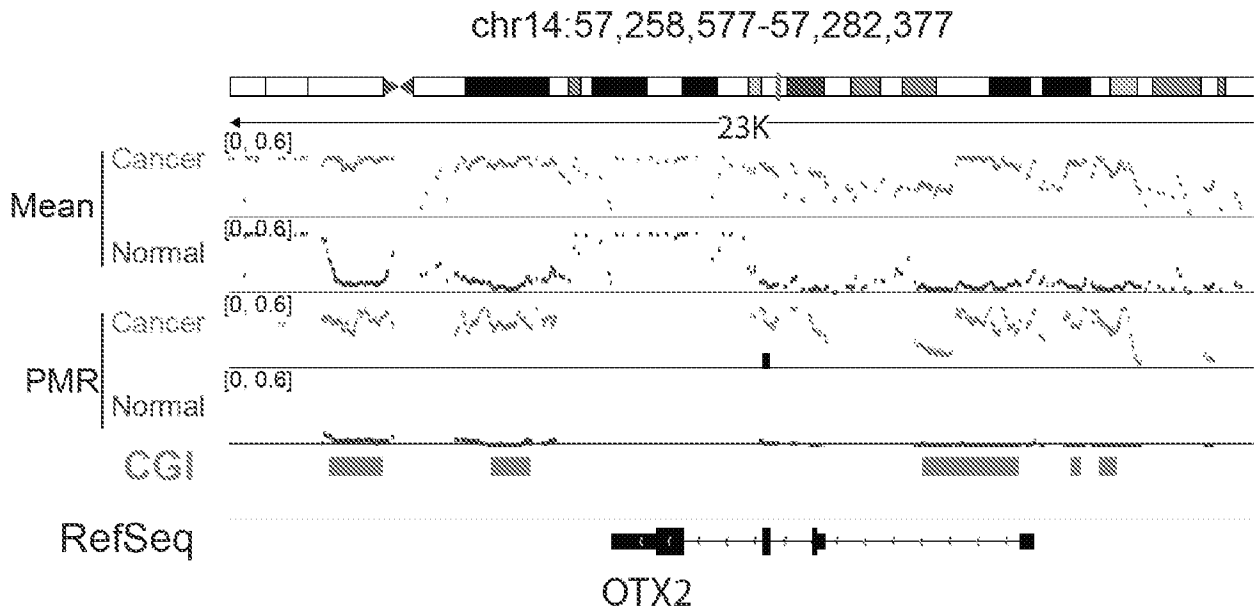 chr14:57,258,577-57,282,377
23K
Mean
Cancer
[0, 0.6]
Normal
[0, 0.6]
PMR
Cancer
[0, 0.6]
Normal
[0, 0.6]
CGI
RefSeq
OTX2